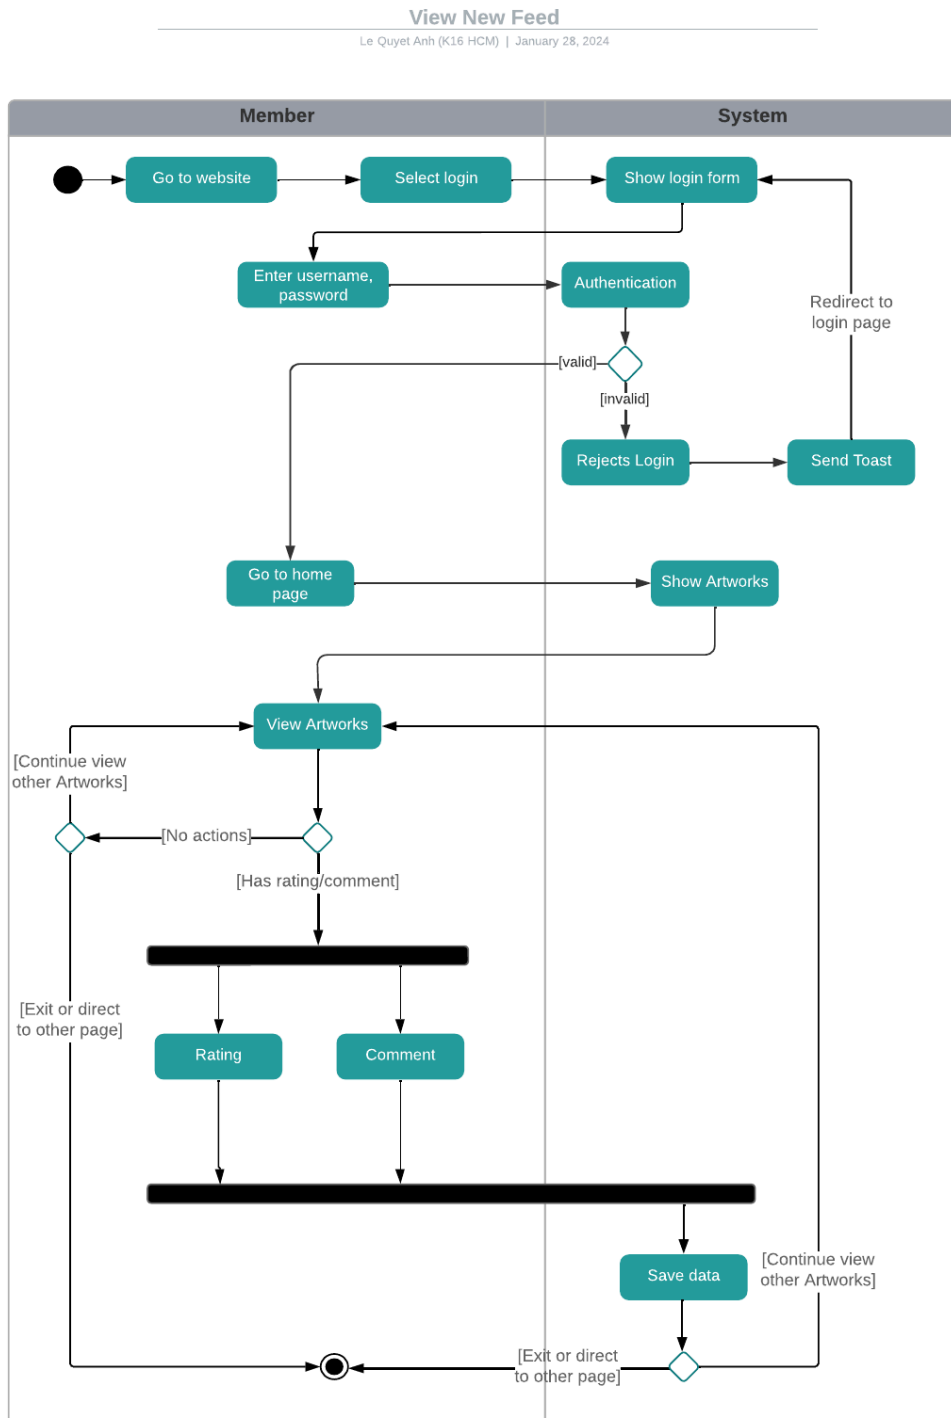 View New Feed
Le Quyet Anh (K16 HCM) | January 28, 2024
Member
System
Go to website
Select login
Show login form
Enter username,
password
Authentication
Redirect to
login page
[valid]
[invalid]
Rejects Login
Send Toast
Go to home
page
Show Artworks
View Artworks
[Continue view
other Artworks]
[No actions]
[Has rating/comment]
[Exit or direct
to other page]
Rating
Comment
Save data
[Continue view
other Artworks]
[Exit or direct
to other page]